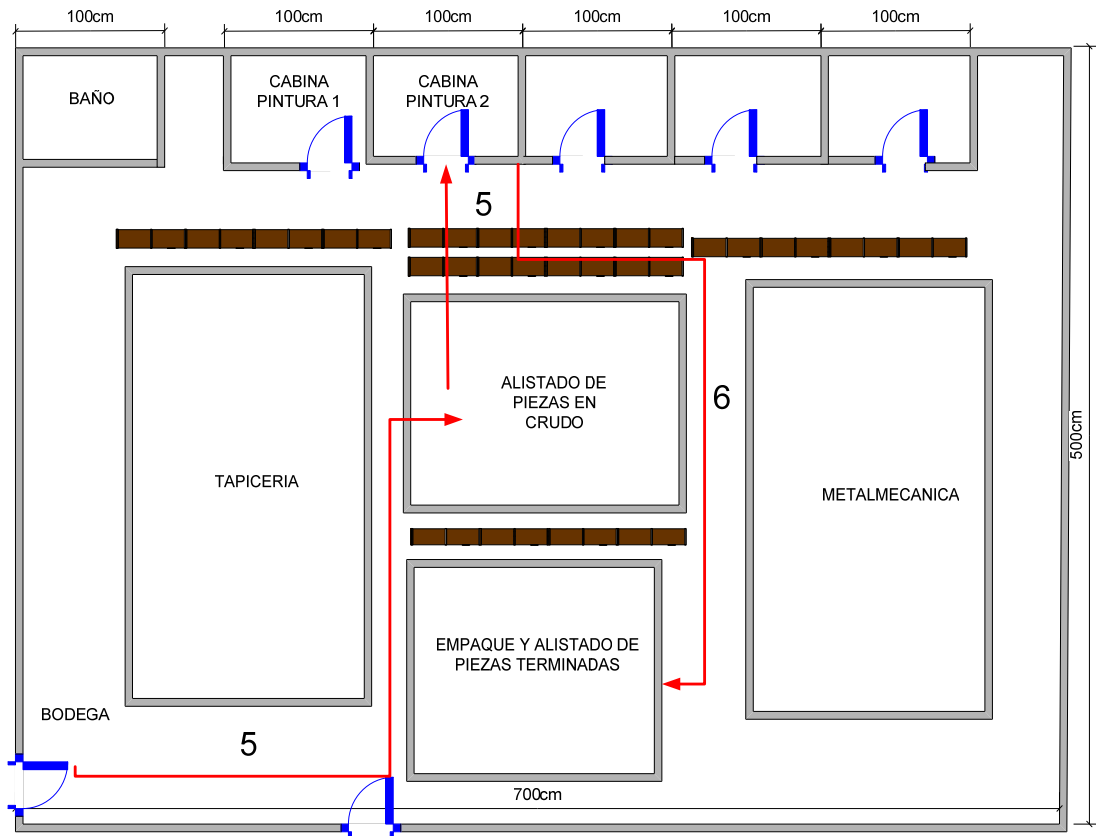 100cm
100cm
100cm
100cm
100cm
100cm
BAÑO
CABINA
PINTURA 1
CABINA
PINTURA 2
5
ALISTADO DE
PIEZAS EN
CRUDO
6
500cm
TAPICERIA
METALMECANICA
EMPAQUE Y ALISTADO DE
PIEZAS TERMINADAS
BODEGA
5
700cm